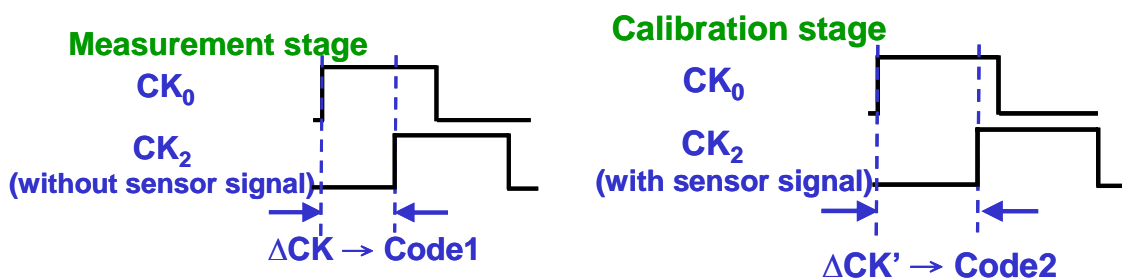 Measurement stage
CK₀
CK₂
(without sensor signal)
ΔCK → Code1
Calibration stage
CK₀
CK₂
(with sensor signal)
ΔCK’ → Code2